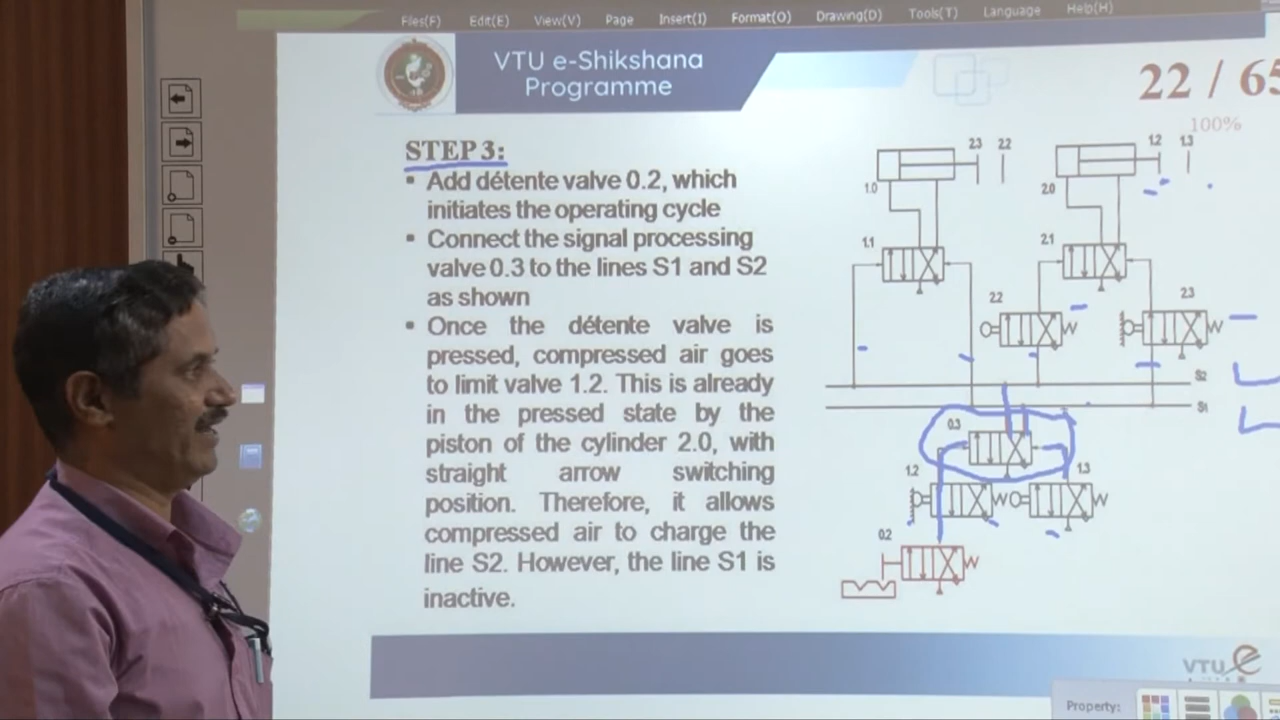 Files(F) Edit(E) View(V) Page Insert(I) Format(O) Drawing(D) Tools(T) Language Help(H)
VTU e-Shikshana
Programme
22 / 65
100%
STEP 3:
▪ Add détente valve 0.2, which
initiates the operating cycle
▪ Connect the signal processing
valve 0.3 to the lines S1 and S2
as shown
▪ Once the détente valve is
pressed, compressed air goes
to limit valve 1.2. This is already
in the pressed state by the
piston of the cylinder 2.0, with
straight arrow switching
position. Therefore, it allows
compressed air to charge the
line S2. However, the line S1 is
inactive.
2.3 2.2 1.2 1.3
1.0 2.0
1.1 2.1
2.2 2.3
S2
S1
0.3
1.2 1.3
0.2
VTU e
Property: